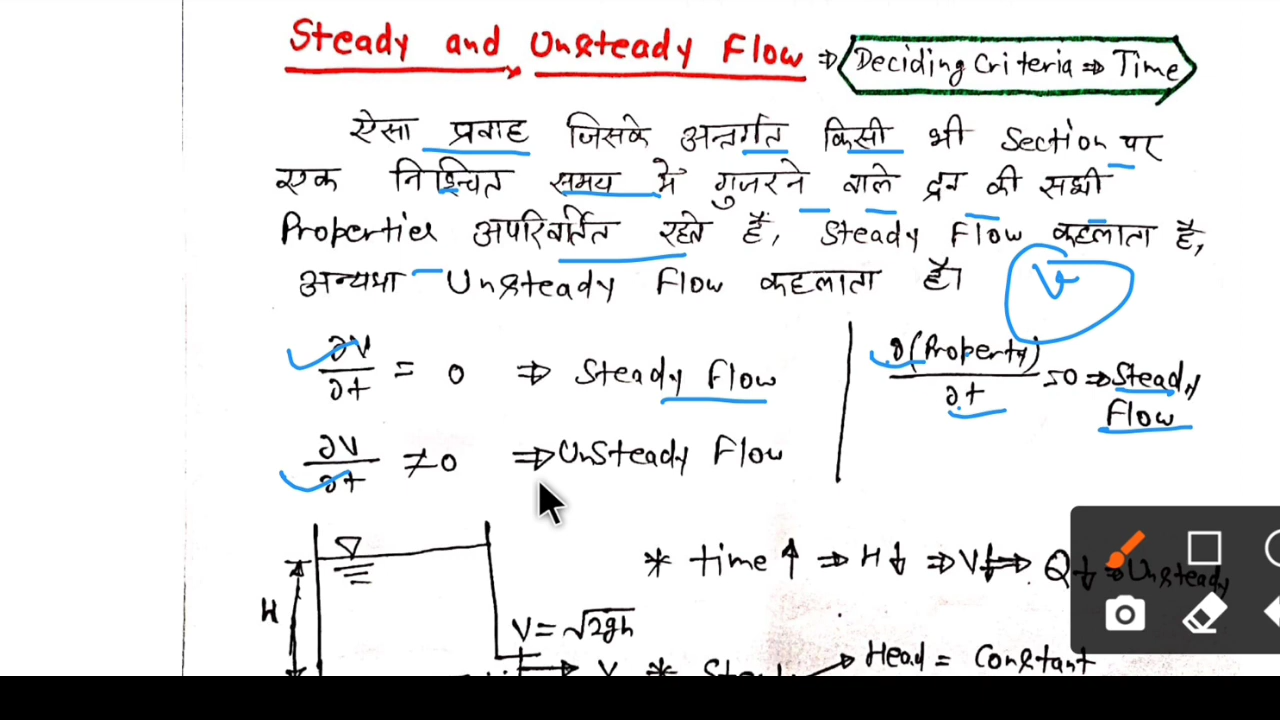 Steady and Unsteady Flow ⇒ Deciding Criteria ⇒ Time
ऐसा प्रवाह जिसके अन्तर्गत किसी भी Section पर
एक निश्चित समय में गुजरने वाले द्रव की सभी
Properties अपरिवर्तित रहते हैं, Steady Flow कहलाता है,
अन्यथा Unsteady Flow कहलाता है।
V
∂V/∂t = 0 ⇒ Steady Flow
∂(Property)/∂t =0 ⇒ Steady
Flow
∂V/∂t ≠ 0 ⇒ Unsteady Flow
* time ↑ ⇒ H↓ ⇒ V↓ ⇒ Q↓ ⇒ Unsteady
H
V = √2gh
V
* Steady
Head = Constant